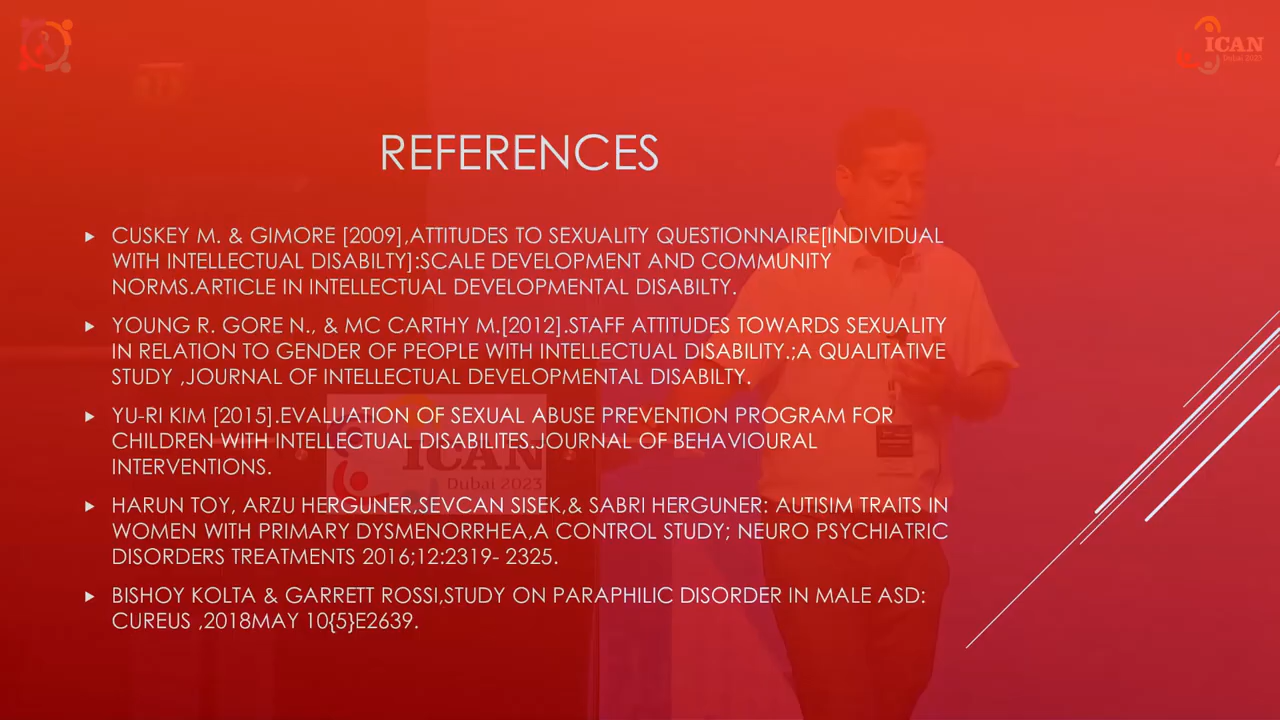 ICAN
Dubai 2023
REFERENCES
CUSKEY M. & GIMORE [2009],ATTITUDES TO SEXUALITY QUESTIONNAIRE[INDIVIDUAL
WITH INTELLECTUAL DISABILTY]:SCALE DEVELOPMENT AND COMMUNITY
NORMS.ARTICLE IN INTELLECTUAL DEVELOPMENTAL DISABILTY.
YOUNG R. GORE N., & MC CARTHY M.[2012].STAFF ATTITUDES TOWARDS SEXUALITY
IN RELATION TO GENDER OF PEOPLE WITH INTELLECTUAL DISABILITY.;A QUALITATIVE
STUDY ,JOURNAL OF INTELLECTUAL DEVELOPMENTAL DISABILTY.
YU-RI KIM [2015].EVALUATION OF SEXUAL ABUSE PREVENTION PROGRAM FOR
CHILDREN WITH INTELLECTUAL DISABILITES.JOURNAL OF BEHAVIOURAL
INTERVENTIONS.
ICAN
Dubai 2023
HARUN TOY, ARZU HERGUNER,SEVCAN SISEK,& SABRI HERGUNER: AUTISIM TRAITS IN
WOMEN WITH PRIMARY DYSMENORRHEA,A CONTROL STUDY; NEURO PSYCHIATRIC
DISORDERS TREATMENTS 2016;12:2319- 2325.
BISHOY KOLTA & GARRETT ROSSI,STUDY ON PARAPHILIC DISORDER IN MALE ASD:
CUREUS ,2018MAY 10{5}E2639.